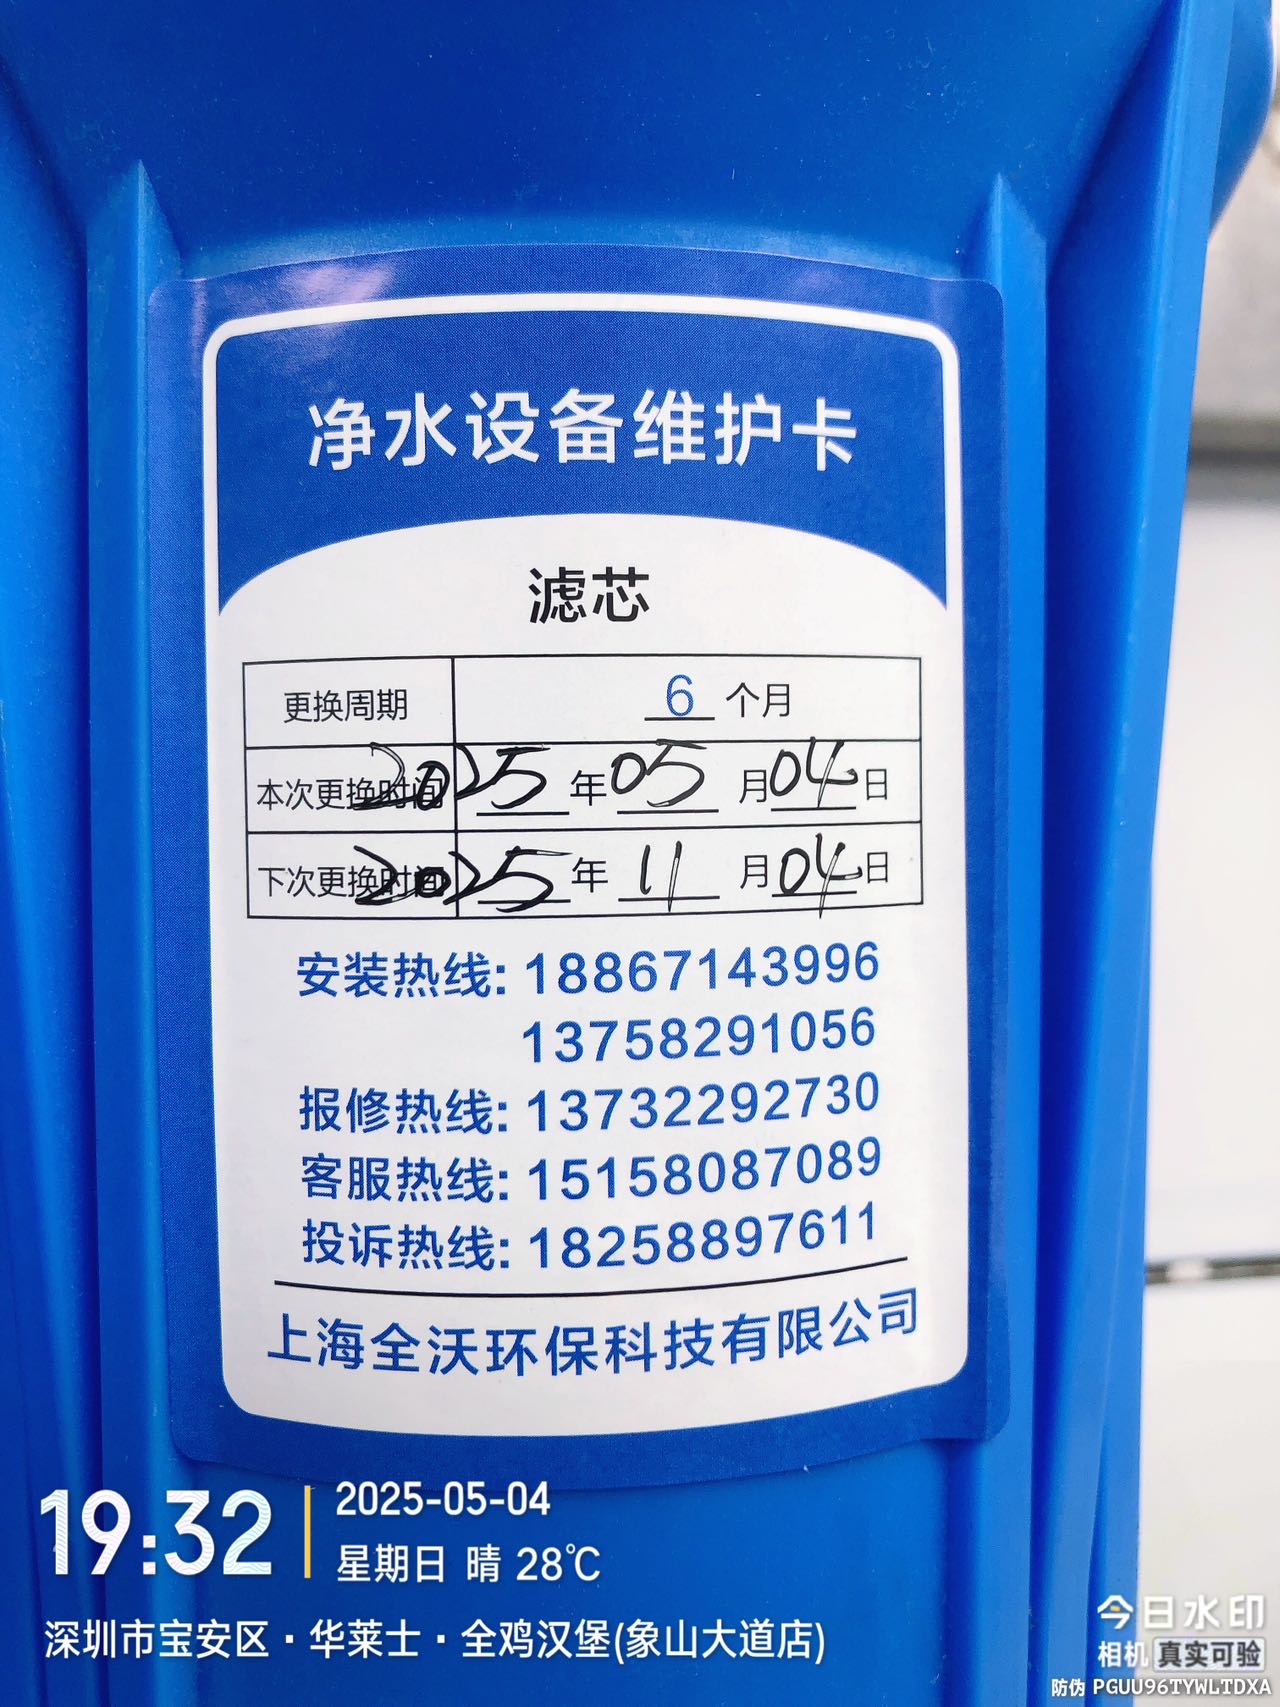 净水设备维护卡
滤芯
更换周期 6 个月
本次更换时间 2025 年 05 月 04 日
下次更换时间 2025 年 11 月 04 日
安装热线: 18867143996
13758291056
报修热线: 13732292730
客服热线: 15158087089
投诉热线: 18258897611
上海全沃环保科技有限公司
19:32
2025-05-04
星期日 晴 28℃
深圳市宝安区·华莱士·全鸡汉堡(象山大道店)
今日水印
相机 真实可验
防伪 PGUU96TYWLTDXA